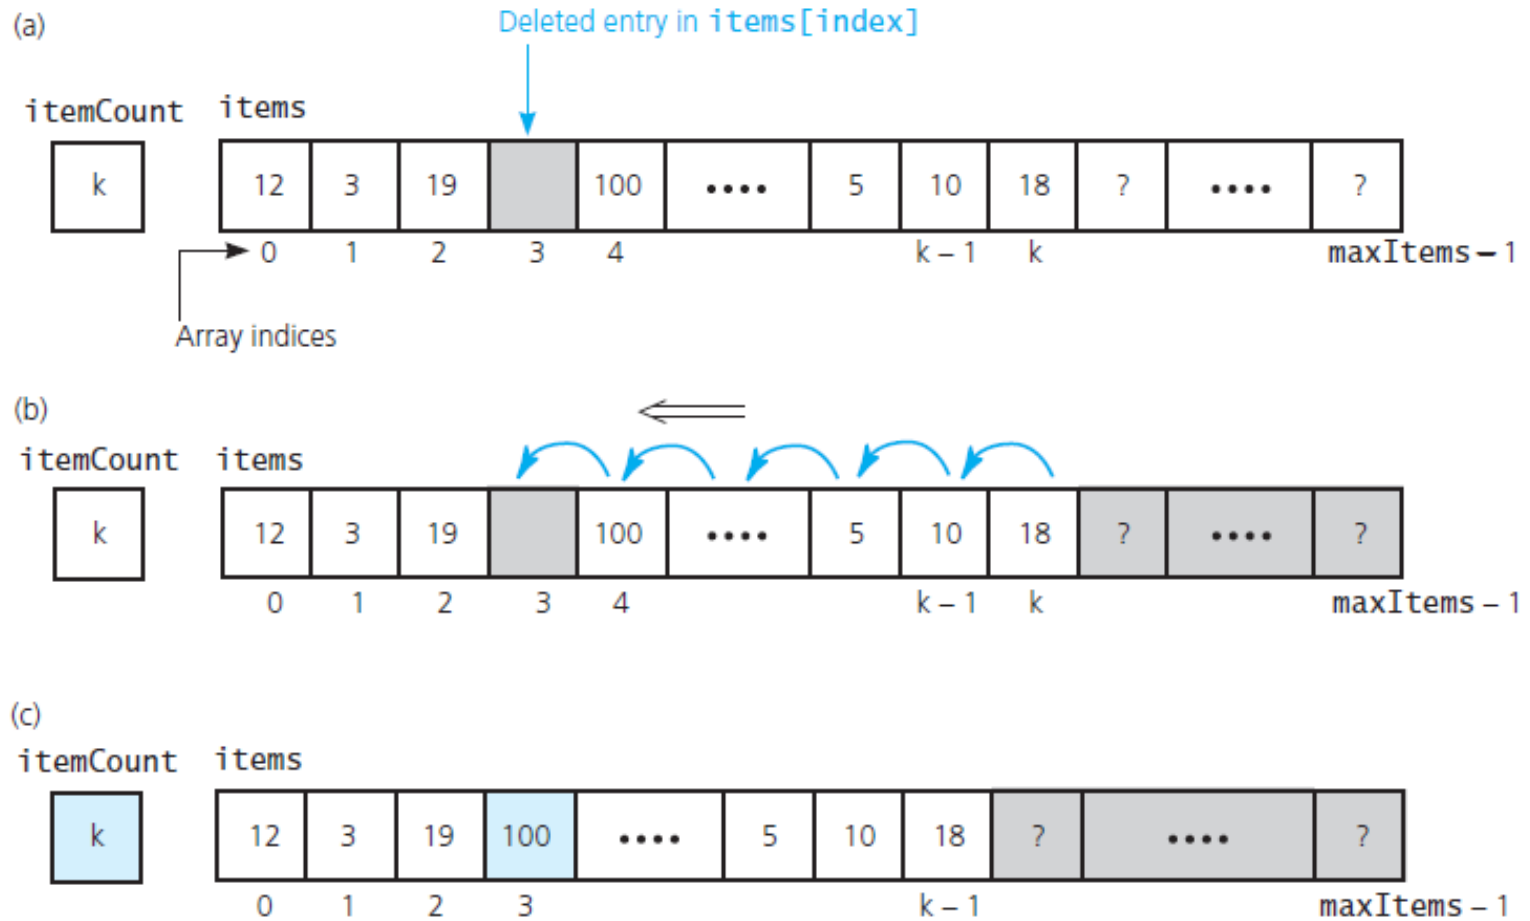 (a)
Deleted entry in items[index]
itemCount items
k 12 3 19 100 •••• 5 10 18 ? •••• ?
0 1 2 3 4 k – 1 k maxItems – 1
Array indices
(b)
itemCount items
k 12 3 19 100 •••• 5 10 18 ? •••• ?
0 1 2 3 4 k – 1 k maxItems – 1
(c)
itemCount items
k 12 3 19 100 •••• 5 10 18 ? •••• ?
0 1 2 3 k – 1 maxItems – 1